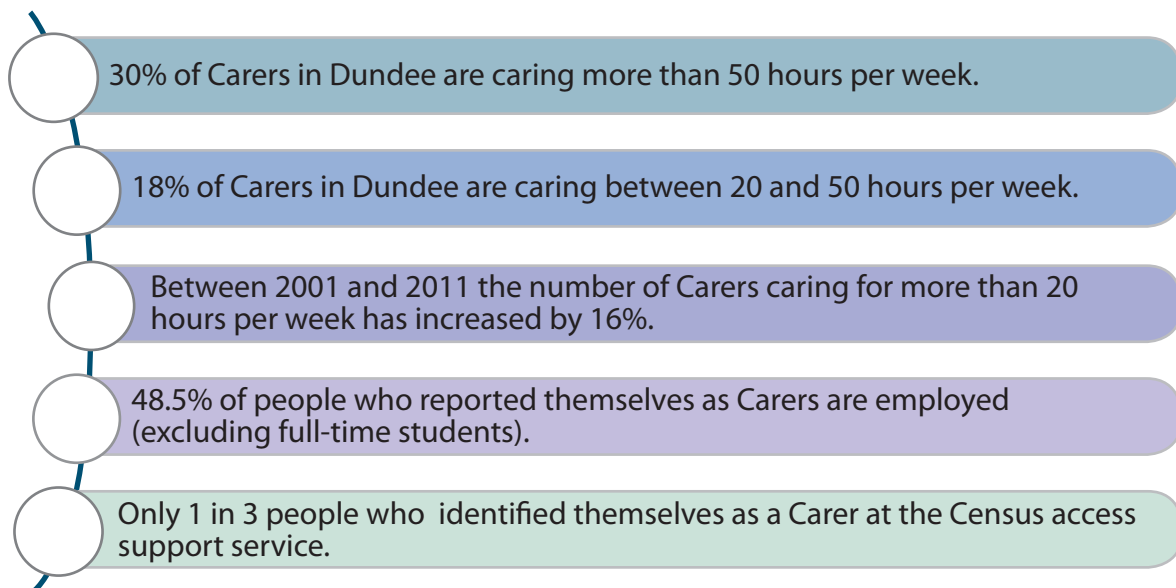 30% of Carers in Dundee are caring more than 50 hours per week.
18% of Carers in Dundee are caring between 20 and 50 hours per week.
Between 2001 and 2011 the number of Carers caring for more than 20
hours per week has increased by 16%.
48.5% of people who reported themselves as Carers are employed
(excluding full-time students).
Only 1 in 3 people who  identified themselves as a Carer at the Census access
support service.